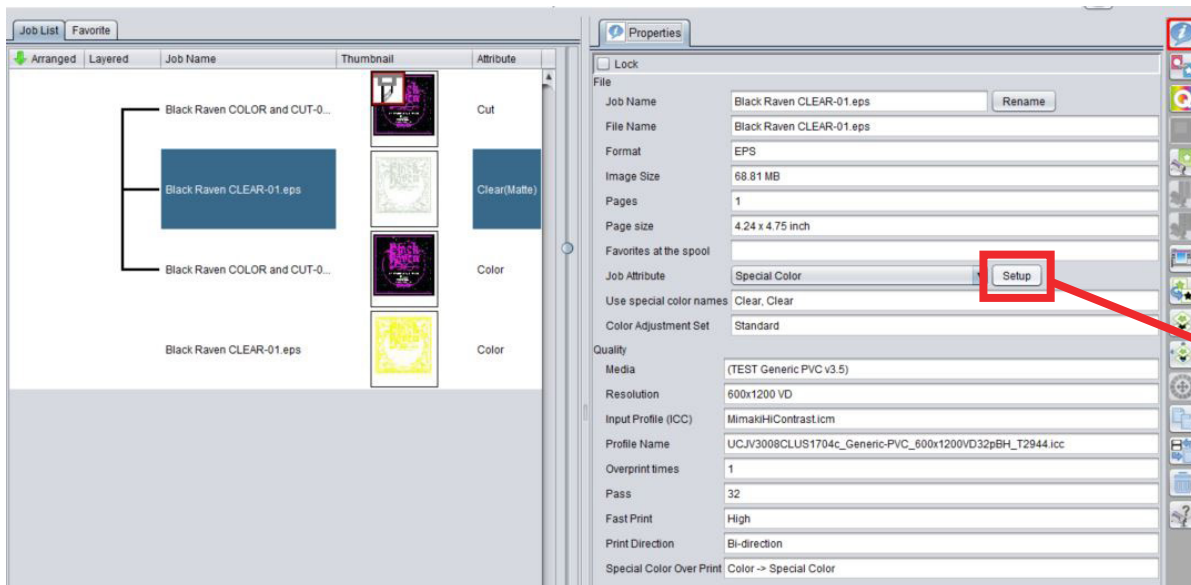 Job List Favorite
Arranged Layered Job Name Thumbnail Attribute
Black Raven COLOR and CUT-0... Cut
Black Raven CLEAR-01.eps Clear(Matte)
Black Raven COLOR and CUT-0... Color
Black Raven CLEAR-01.eps Color
Properties
Lock
File
Job Name Black Raven CLEAR-01.eps Rename
File Name Black Raven CLEAR-01.eps
Format EPS
Image Size 68.81 MB
Pages 1
Page size 4.24 x 4.75 inch
Favorites at the spool
Job Attribute Special Color Setup
Use special color names Clear, Clear
Color Adjustment Set Standard
Quality
Media (TEST Generic PVC v3.5)
Resolution 600x1200 VD
Input Profile (ICC) MimakiHiContrast.icm
Profile Name UCJV3008CLUS1704c_Generic-PVC_600x1200VD32pBH_T2944.icc
Overprint times 1
Pass 32
Fast Print High
Print Direction Bi-direction
Special Color Over Print Color -> Special Color